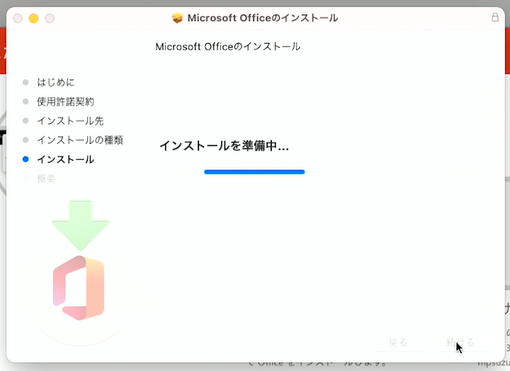 Microsoft Officeのインストール
Microsoft Officeのインストール
はじめに
使用許諾契約
インストール先
インストールの種類
インストール
概要
インストールを準備中...
戻る
続ける
で Office をインストールします。